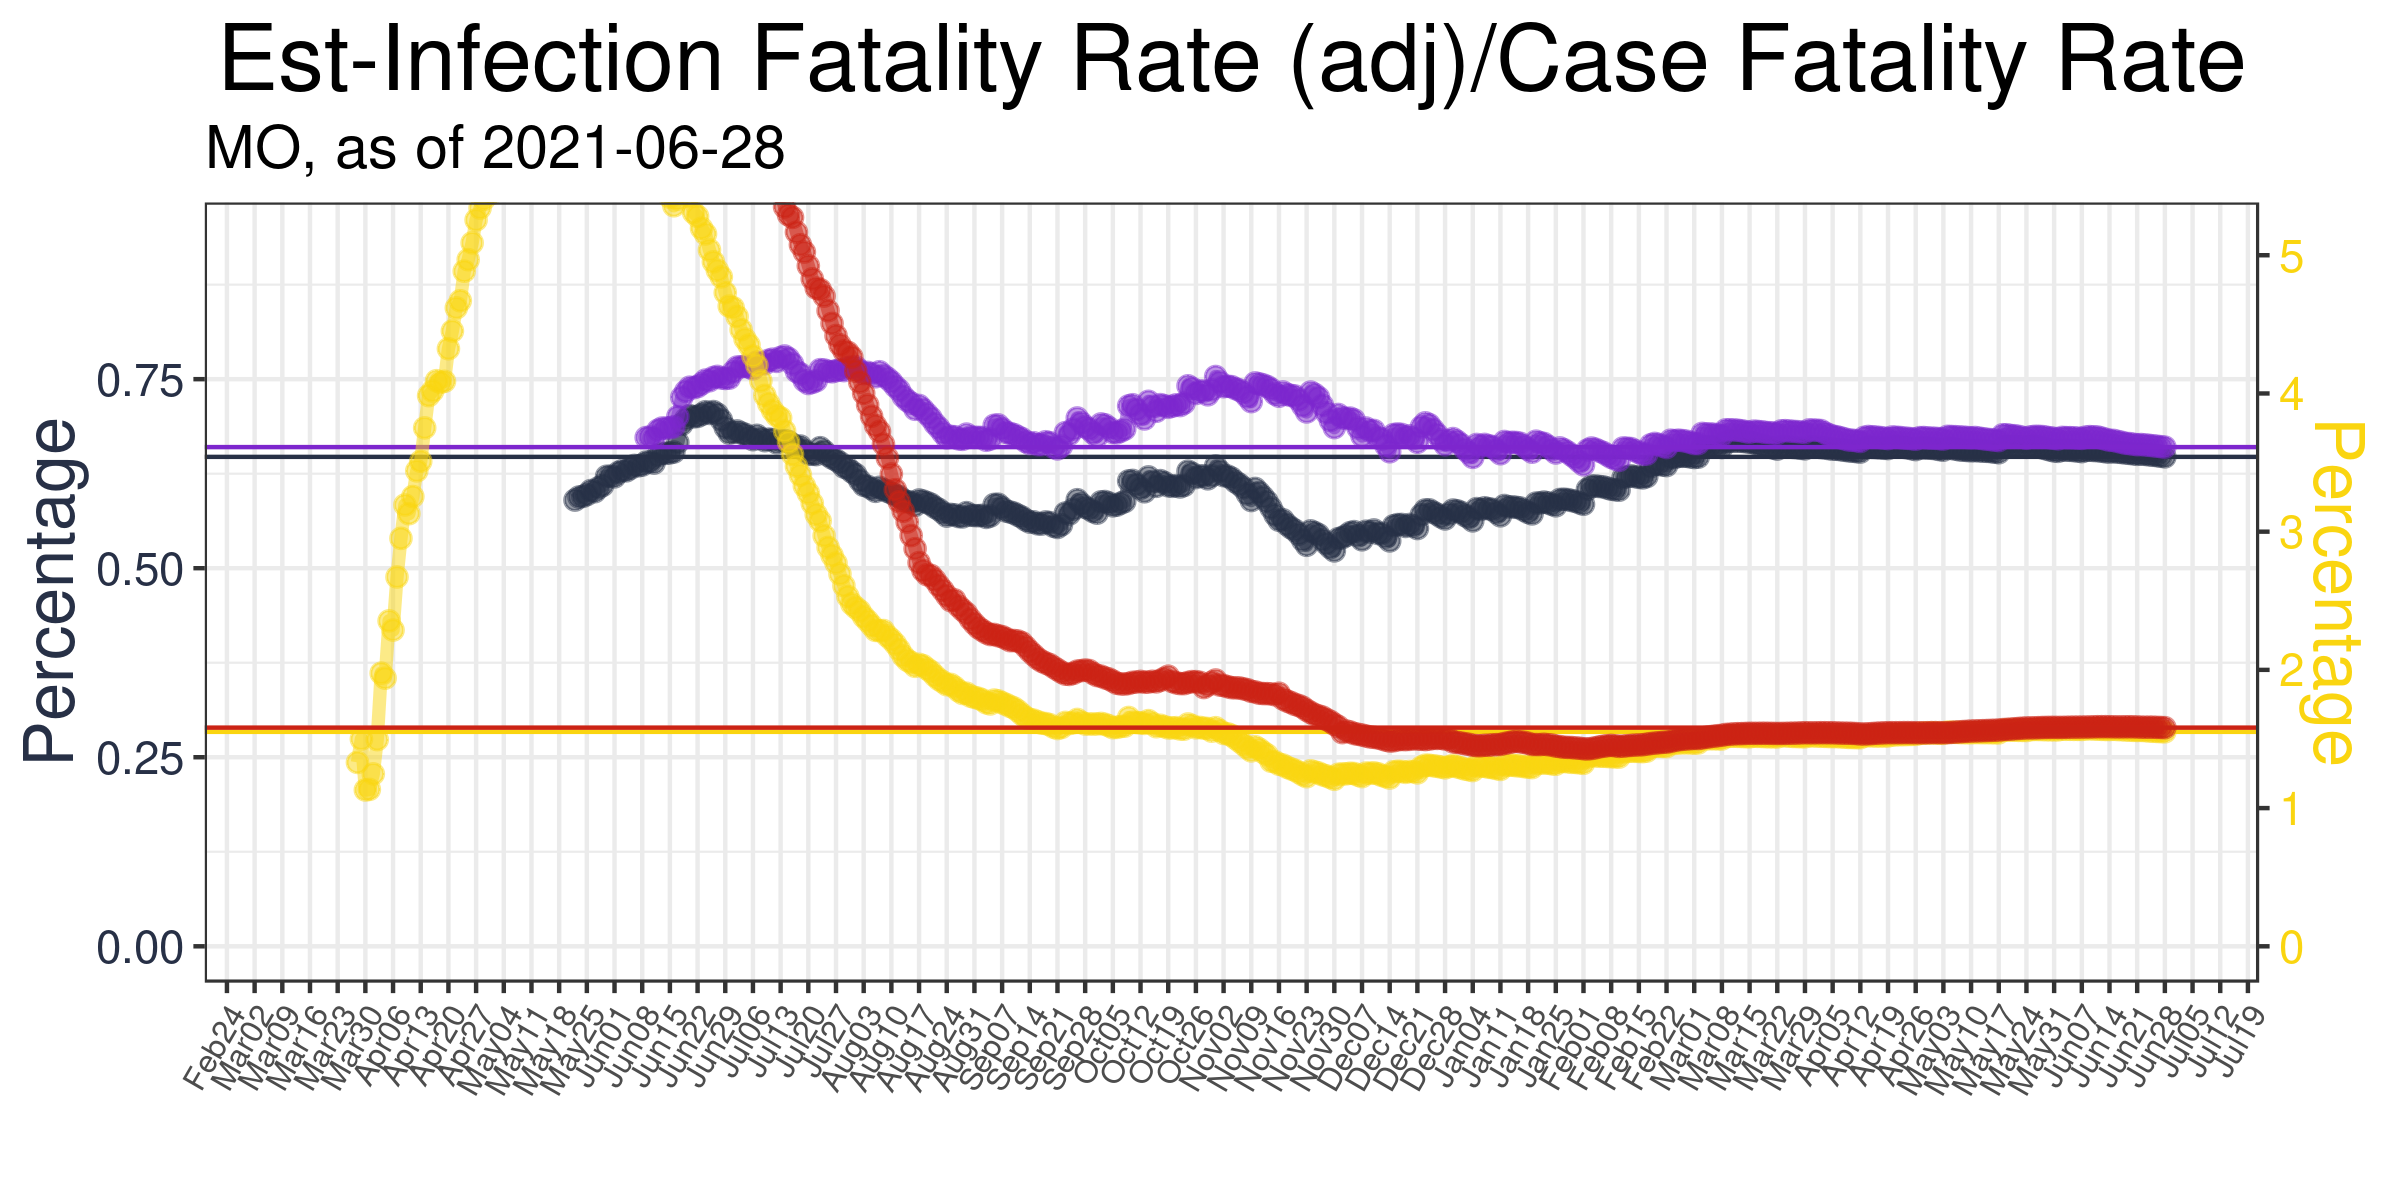 Est-Infection Fatality Rate (adj)/Case Fatality Rate
MO, as of 2021-06-28
Percentage
0.75
0.50
0.25
0.00
5
4
3
2
1
0
Percentage
Feb24
Mar02
Mar09
Mar16
Mar23
Mar30
Apr06
Apr13
Apr20
Apr27
May04
May11
May18
May25
Jun01
Jun08
Jun15
Jun22
Jun29
Jul06
Jul13
Jul20
Jul27
Aug03
Aug10
Aug17
Aug24
Aug31
Sep07
Sep14
Sep21
Sep28
Oct05
Oct12
Oct19
Oct26
Nov02
Nov09
Nov16
Nov23
Nov30
Dec07
Dec14
Dec21
Dec28
Jan04
Jan11
Jan18
Jan25
Feb01
Feb08
Feb15
Feb22
Mar01
Mar08
Mar15
Mar22
Mar29
Apr05
Apr12
Apr19
Apr26
May03
May10
May17
May24
May31
Jun07
Jun14
Jun21
Jun28
Jul05
Jul12
Jul19